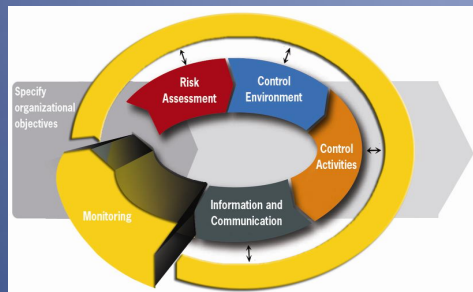 Specify
organizational
objectives
Risk
Assessment
Control
Environment
Control
Activities
Information and
Communication
Monitoring